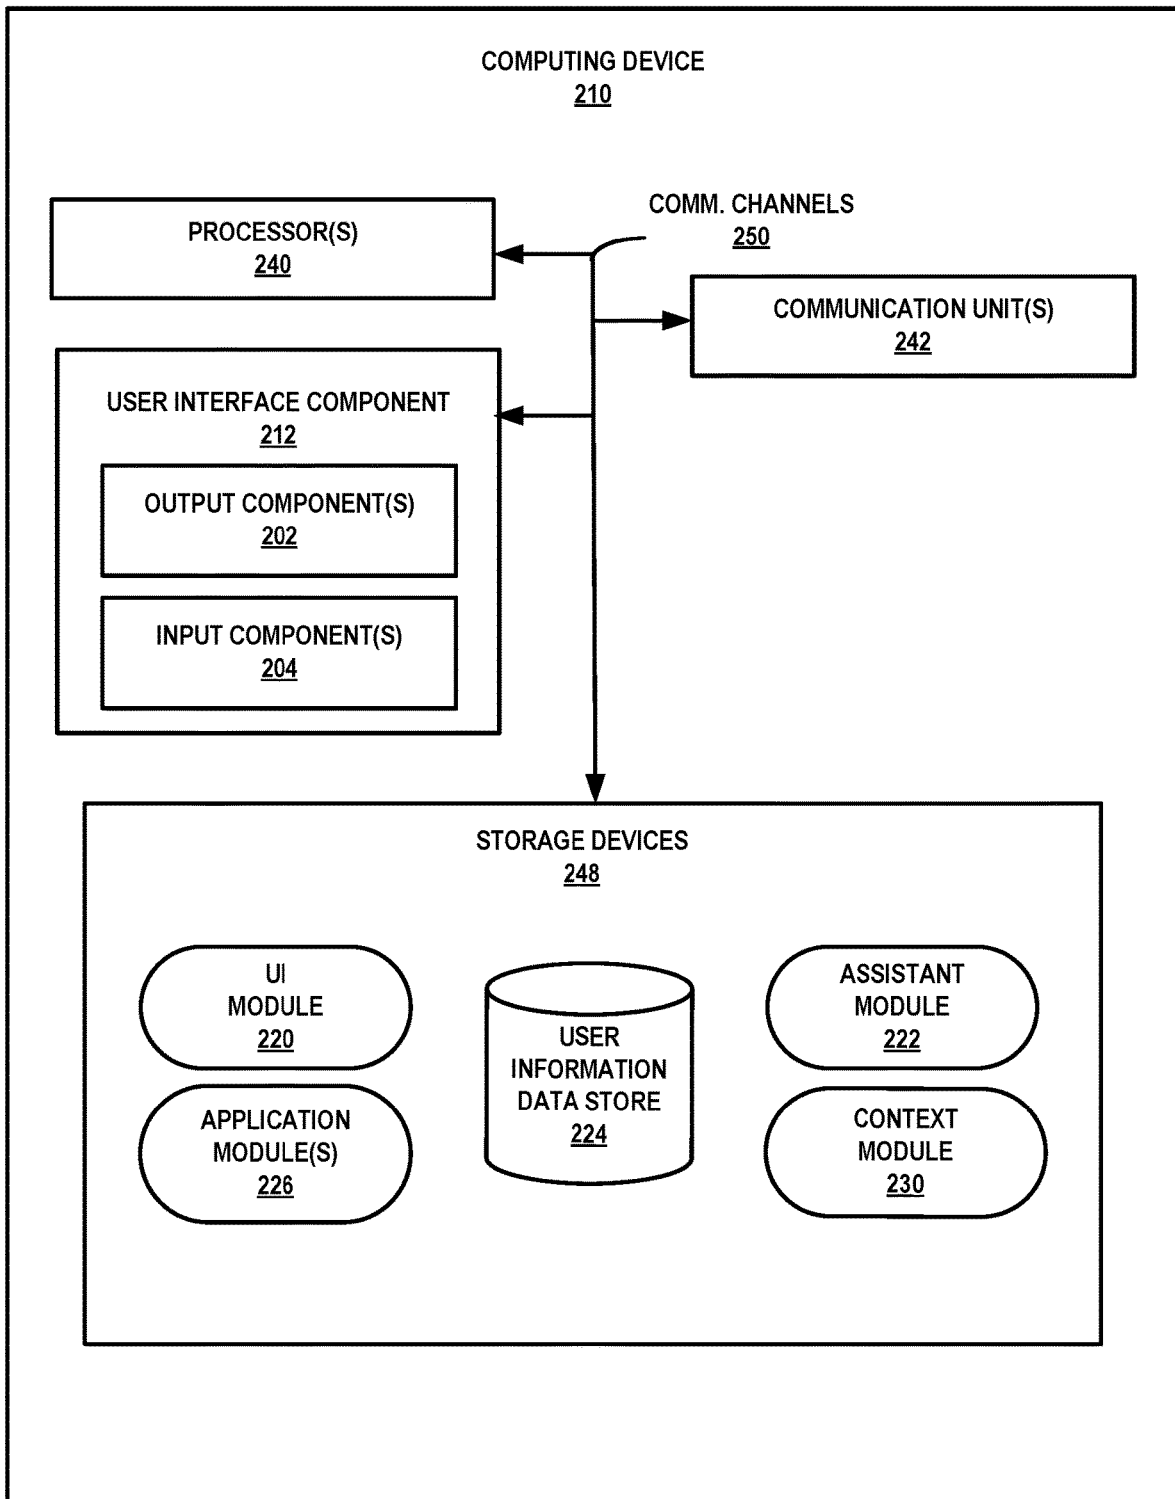 COMPUTING DEVICE
210
PROCESSOR(S)
240
COMM. CHANNELS
250
COMMUNICATION UNIT(S)
242
USER INTERFACE COMPONENT
212
OUTPUT COMPONENT(S)
202
INPUT COMPONENT(S)
204
STORAGE DEVICES
248
UI
MODULE
220
APPLICATION
MODULE(S)
226
USER
INFORMATION
DATA STORE
224
ASSISTANT
MODULE
222
CONTEXT
MODULE
230